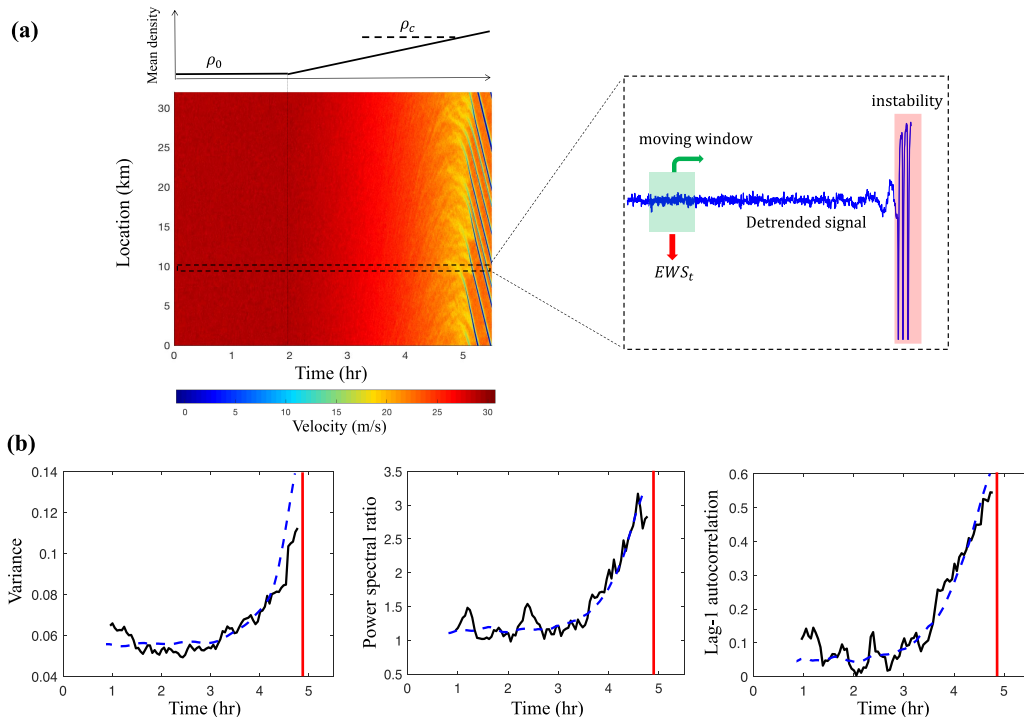 (a)
Mean density
ρ₀
ρc
30
25
20
15
10
5
0
Location (km)
0 1 2 3 4 5
Time (hr)
0 5 10 15 20 25 30
Velocity (m/s)
instability
moving window
Detrended signal
EWSₜ
(b)
0.14
0.12
0.1
0.08
0.06
0.04
Variance
0 1 2 3 4 5
Time (hr)
3.5
3
2.5
2
1.5
1
0.5
Power spectral ratio
0 1 2 3 4 5
Time (hr)
0.6
0.5
0.4
0.3
0.2
0.1
0
Lag-1 autocorrelation
0 1 2 3 4 5
Time (hr)